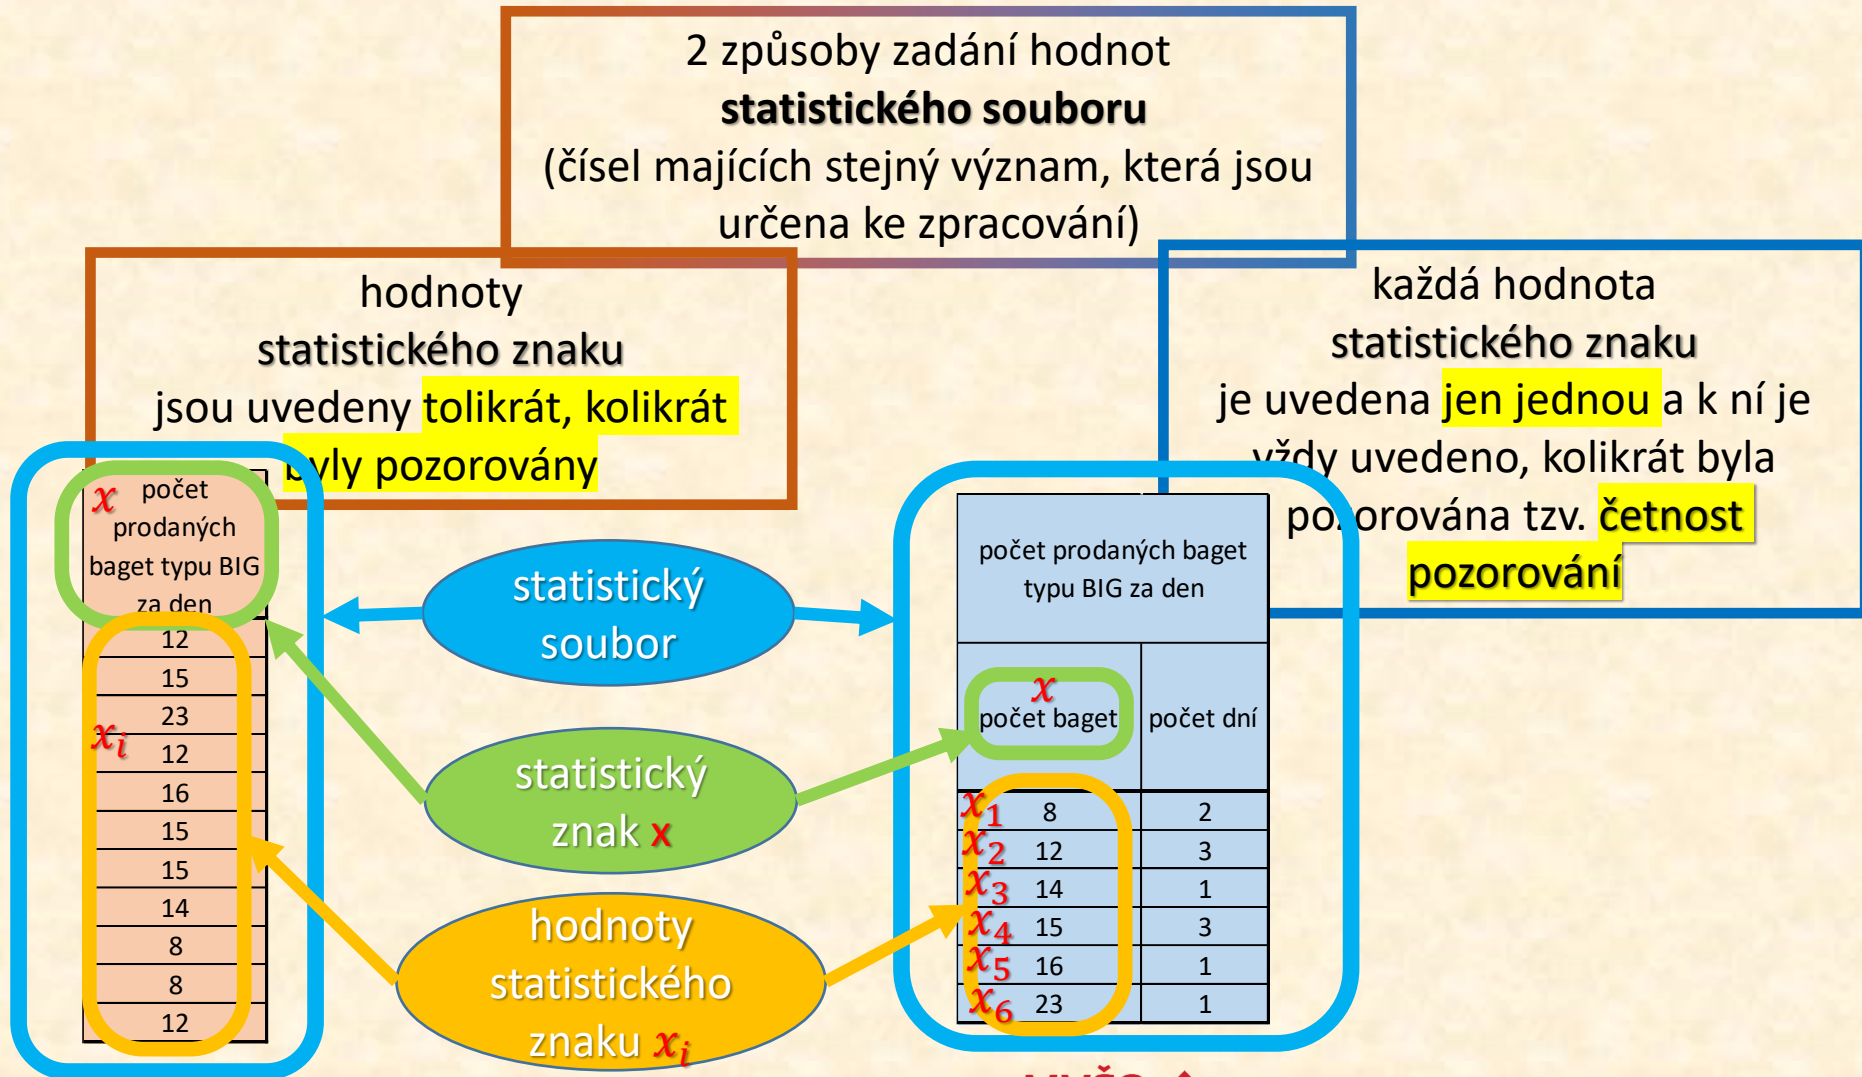 2 způsoby zadání hodnot
statistického souboru
(čísel majících stejný význam, která jsou
určena ke zpracování)
hodnoty
statistického znaku
jsou uvedeny tolikrát, kolikrát
byly pozorovány
každá hodnota
statistického znaku
je uvedena jen jednou a k ní je
vždy uvedeno, kolikrát byla
pozorována tzv. četnost
pozorování
x počet
prodaných
baget typu BIG
za den
12
15
23
xᵢ
12
16
15
15
14
8
8
12
statistický
soubor
statistický
znak x
hodnoty
statistického
znaku xᵢ
počet prodaných baget
typu BIG za den
x
počet baget počet dní
x₁ 8 2
x₂ 12 3
x₃ 14 1
x₄ 15 3
x₅ 16 1
x₆ 23 1